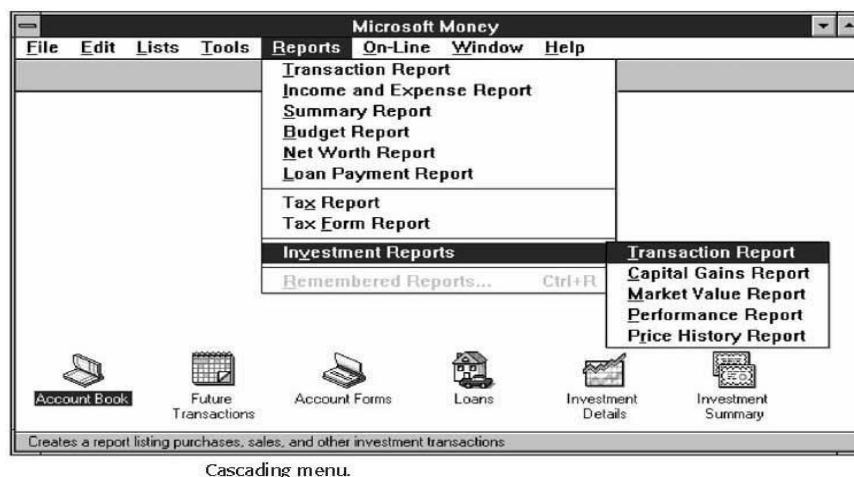 Microsoft Money
File Edit Lists Tools Reports On-Line Window Help
Transaction Report
Income and Expense Report
Summary Report
Budget Report
Net Worth Report
Loan Payment Report
Tax Report
Tax Form Report
Investment Reports
Remembered Reports... Ctrl+R
Transaction Report
Capital Gains Report
Market Value Report
Performance Report
Price History Report
Account Book
Future
Transactions
Account Forms
Loans
Investment
Details
Investment
Summary
Creates a report listing purchases, sales, and other investment transactions
Cascading menu.